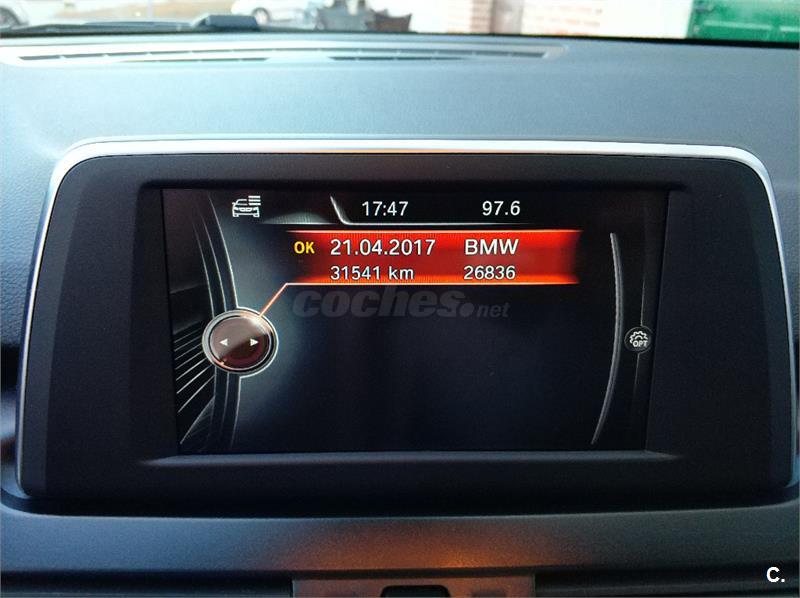 17:47 97.6
OK 21.04.2017 BMW
31541 km 26836
coches.net
OPT
C.